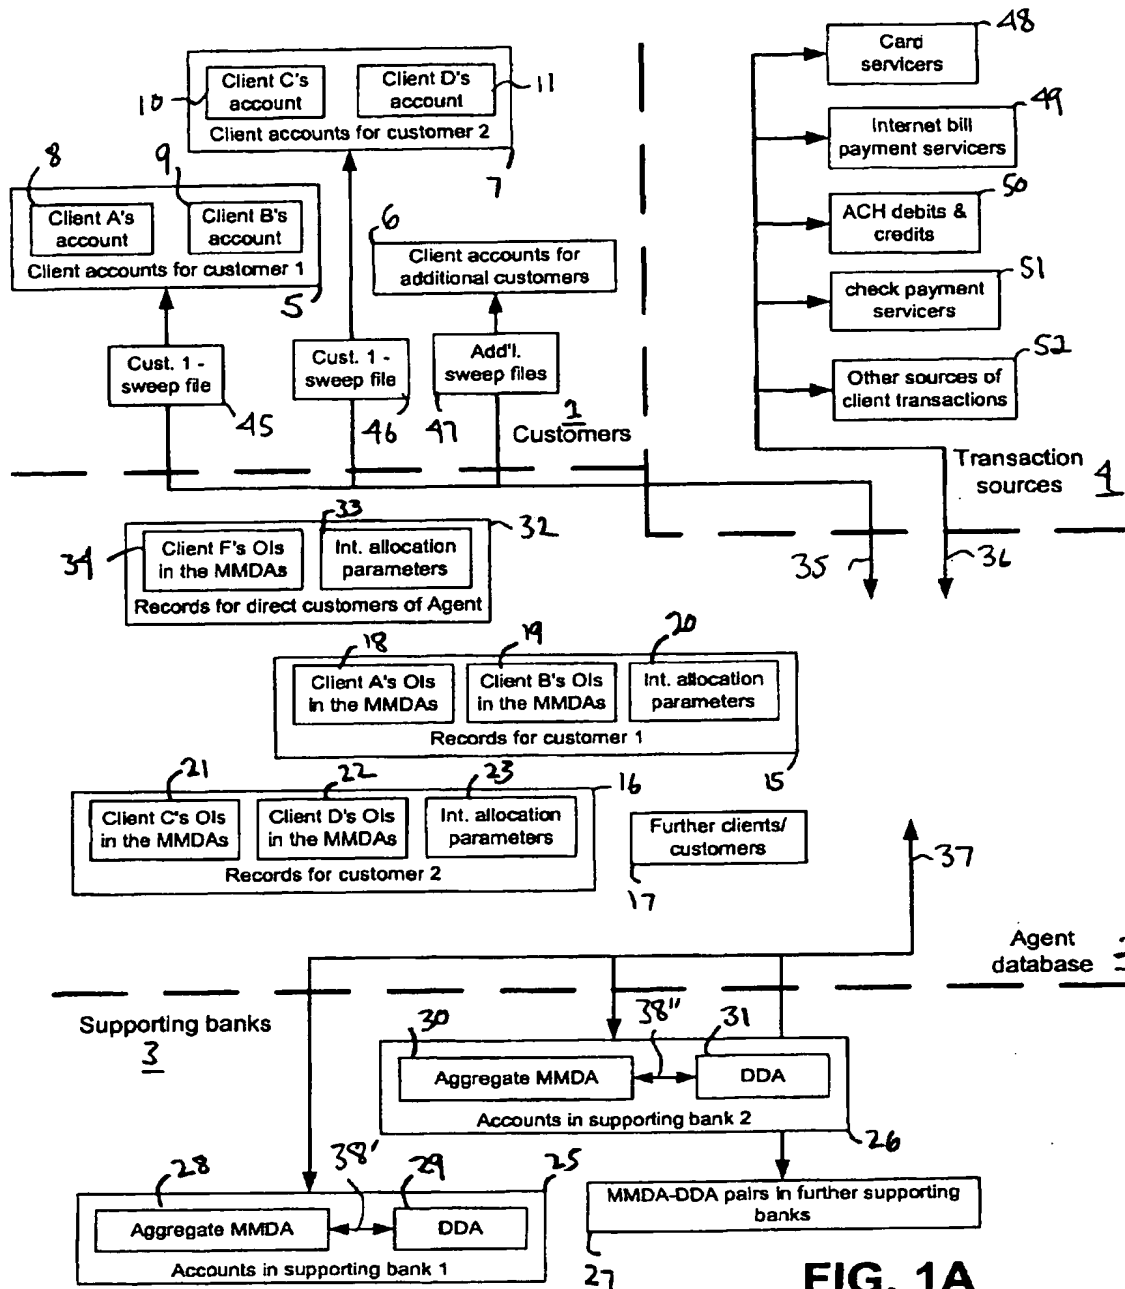 48
Card
servicers
10
Client C's
account
Client D's
account
11
Client accounts for customer 2
7
49
Internet bill
payment servicers
8
9
Client A's
account
Client B's
account
Client accounts for customer 1
5
6
Client accounts for
additional customers
50
ACH debits &
credits
51
check payment
servicers
Cust. 1 -
sweep file
45
Cust. 1 -
sweep file
46
Add'l.
sweep files
47
1
Customers
52
Other sources of
client transactions
Transaction
sources
4
33
32
34
Client F's OIs
in the MMDAs
Int. allocation
parameters
Records for direct customers of Agent
35
36
18
19
20
Client A's OIs
in the MMDAs
Client B's OIs
in the MMDAs
Int. allocation
parameters
Records for customer 1
15
21
22
23
16
Client C's OIs
in the MMDAs
Client D's OIs
in the MMDAs
Int. allocation
parameters
Records for customer 2
Further clients/
customers
17
37
Agent
database
Supporting banks
3
30
38"
31
Aggregate MMDA
DDA
Accounts in supporting bank 2
26
28
38'
29
25
Aggregate MMDA
DDA
Accounts in supporting bank 1
MMDA-DDA pairs in further supporting
banks
27
FIG. 1A